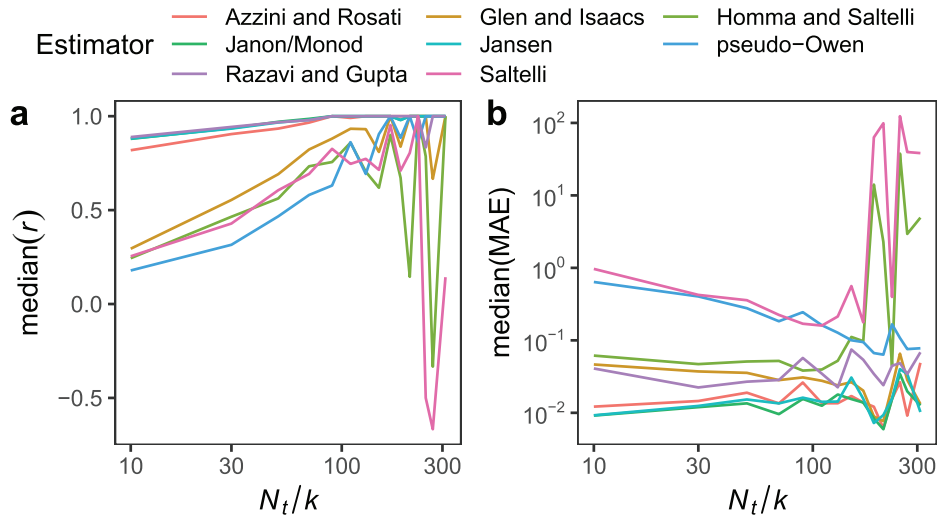 Estimator
Azzini and Rosati
Glen and Isaacs
Homma and Saltelli
Janon/Monod
Jansen
pseudo−Owen
Razavi and Gupta
Saltelli
a
1.0
0.5
0.0
−0.5
median(r)
10
30
100
300
N_t/k
b
10^2
10^1
10^0
10^−1
10^−2
median(MAE)
10
30
100
300
N_t/k